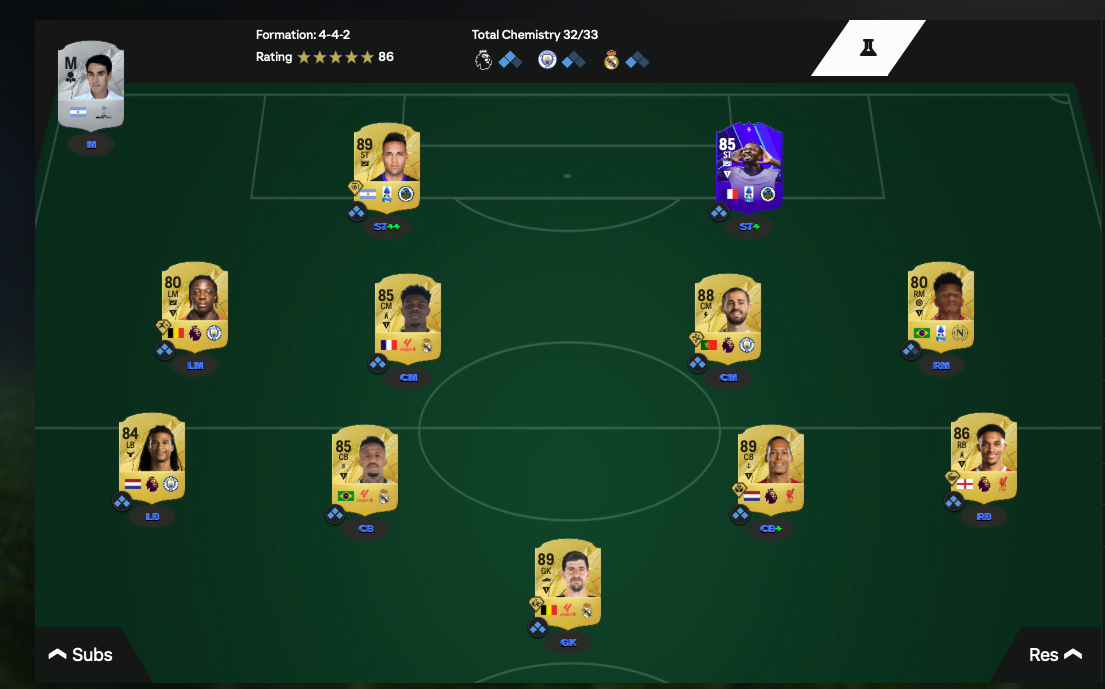 Formation: 4-4-2
Total Chemistry 32/33
Rating 86
M
M
89
ST
ST++
85
ST
ST+
80
LM
LM
85
CM
CM
88
CM
CM
80
RM
RM
84
LB
LB
85
CB
CB
89
CB
CB+
86
RB
RB
89
GK
GK
Subs
Res